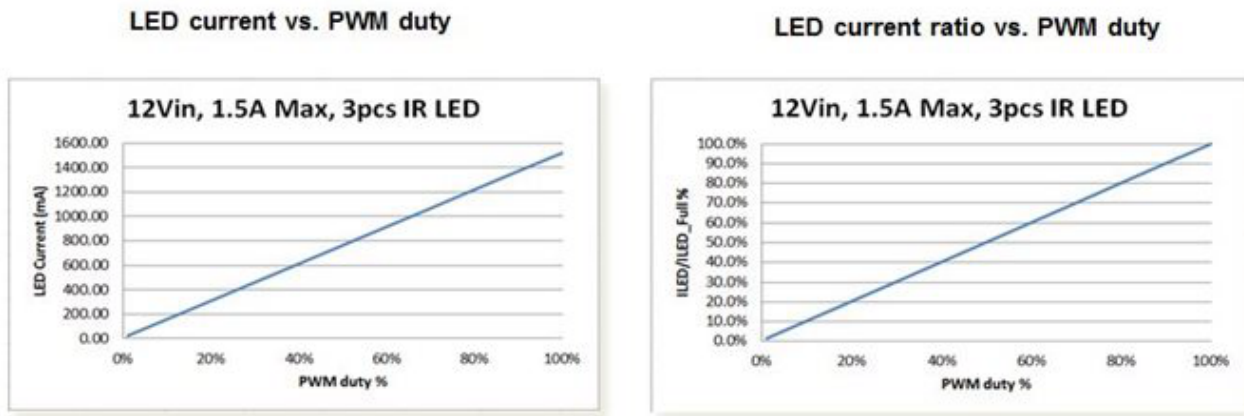 LED current vs. PWM duty
12Vin, 1.5A Max, 3pcs IR LED
LED Current (mA)
1600.00
1400.00
1200.00
1000.00
800.00
600.00
400.00
200.00
0.00
0% 20% 40% 60% 80% 100%
PWM duty %
LED current ratio vs. PWM duty
12Vin, 1.5A Max, 3pcs IR LED
ILED/ILED_Full %
100.0%
90.0%
80.0%
70.0%
60.0%
50.0%
40.0%
30.0%
20.0%
10.0%
0.0%
0% 20% 40% 60% 80% 100%
PWM duty %